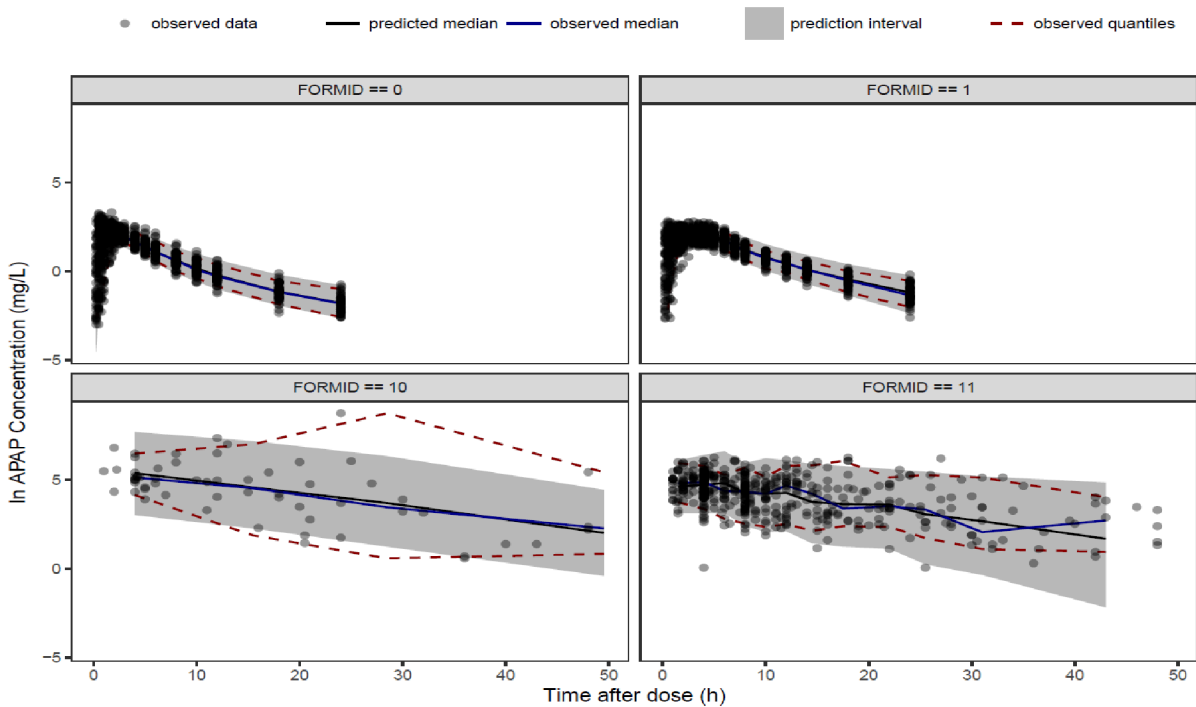 observed data predicted median observed median prediction interval observed quantiles
FORMID == 0 FORMID == 1
5
0
−5
FORMID == 10 FORMID == 11
5
0
−5
ln APAP Concentration (mg/L)
0 10 20 30 40 50 0 10 20 30 40 50
Time after dose (h)